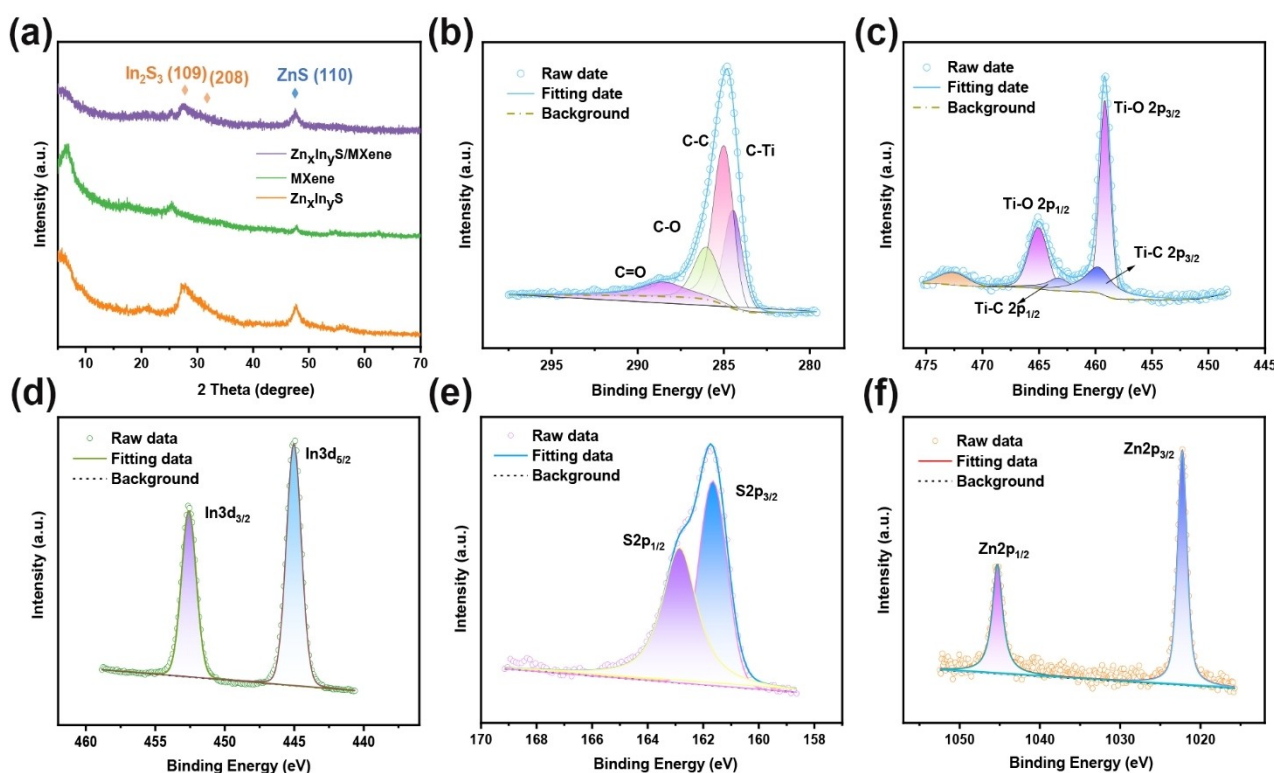 (a)
In₂S₃ (109) (208) ZnS (110)
ZnₓInᵧS/MXene
MXene
ZnₓInᵧS
Intensity (a.u.)
10 20 30 40 50 60 70
2 Theta (degree)
(b)
Raw date
Fitting date
Background
C-C
C-Ti
C-O
C=O
Intensity (a.u.)
295 290 285 280
Binding Energy (eV)
(c)
Raw date
Fitting date
Background
Ti-O 2p₃/₂
Ti-O 2p₁/₂
Ti-C 2p₃/₂
Ti-C 2p₁/₂
Intensity (a.u.)
475 470 465 460 455 450 445
Binding Energy (eV)
(d)
Raw data
Fitting data
Background
In3d₅/₂
In3d₃/₂
Intensity (a.u.)
460 455 450 445 440
Binding Energy (eV)
(e)
Raw data
Fitting data
Background
S2p₃/₂
S2p₁/₂
Intensity (a.u.)
170 168 166 164 162 160 158
Binding Energy (eV)
(f)
Raw data
Fitting data
Background
Zn2p₃/₂
Zn2p₁/₂
Intensity (a.u.)
1050 1040 1030 1020
Binding Energy (eV)